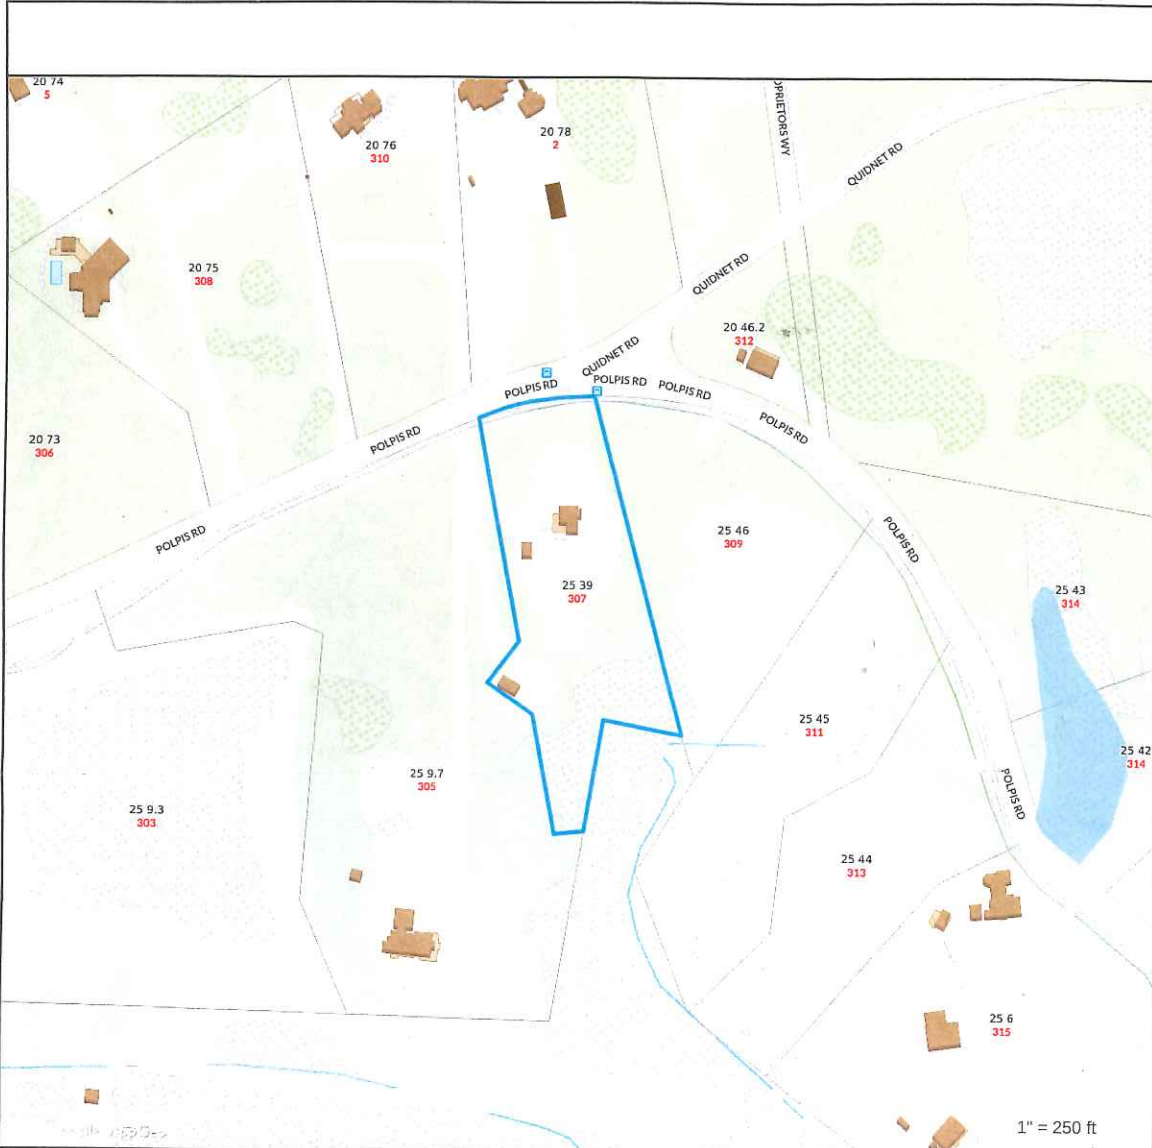 20 74
5
20 76
310
20 78
2
OPRIETORS WY
QUIDNET RD
20 75
308
QUIDNET RD
20 46.2
312
QUIDNET RD
POLPIS RD
POLPIS RD
POLPIS RD
POLPIS RD
POLPIS RD
20 73
306
POLPIS RD
25 46
309
POLPIS RD
25 39
307
25 43
314
25 45
311
25 42
314
25 9.7
305
POLPIS RD
25 9.3
303
25 44
313
25 6
315
1" = 250 ft